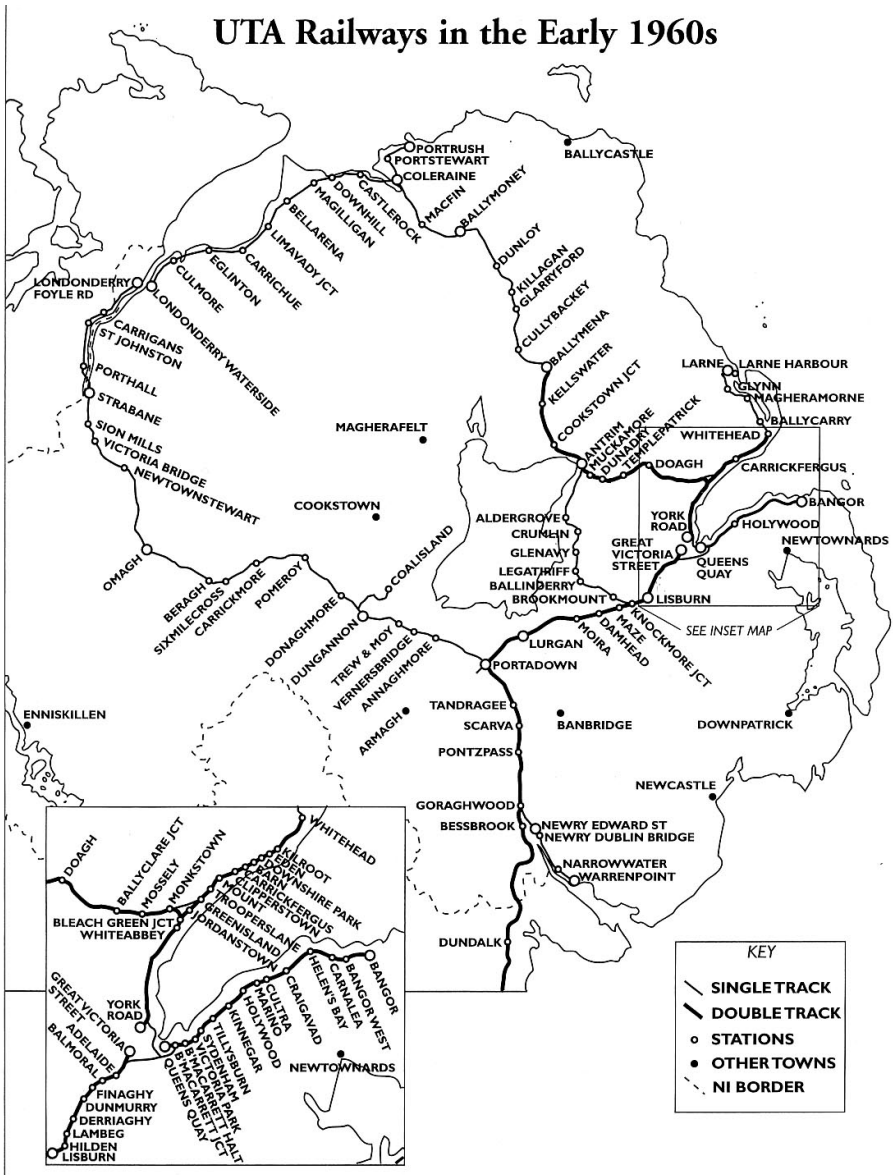 UTA Railways in the Early 1960s
PORTRUSH
PORTSTEWART
COLERAINE
BALLYCASTLE
CASTLEROCK
DOWNHILL
MAGILLIGAN
BELLARENA
LIMAVADY JCT
CARRICHUE
EGLINTON
CULMORE
LONDONDERRY
FOYLE RD
LONDONDERRY WATERSIDE
CARRIGANS
ST JOHNSTON
PORTHALL
STRABANE
SION MILLS
VICTORIA BRIDGE
NEWTOWNSTEWART
OMAGH
BERAGH
SIXMILECROSS
CARRICKMORE
POMEROY
DONAGHMORE
DUNGANNON
COALISLAND
TREW & MOY
VERNERSBRIDGE
ANNAGHMORE
MACFIN
BALLYMONEY
DUNLOY
KILLAGAN
GLARRYFORD
CULLYBACKEY
BALLYMENA
KELLSWATER
COOKSTOWN JCT
ANTRIM
MUCKAMORE
DUNADRY
TEMPLEPATRICK
DOAGH
LARNE
LARNE HARBOUR
GLYNN
MAGHERAMORNE
BALLYCARRY
WHITEHEAD
CARRICKFERGUS
MAGHERAFELT
COOKSTOWN
ALDERGROVE
CRUMLIN
GLENAVY
LEGATIRIFF
BALLINDERRY
BROOKMOUNT
YORK
ROAD
GREAT
VICTORIA
STREET
QUEENS
QUAY
HOLYWOOD
BANGOR
NEWTOWNARDS
LISBURN
SEE INSET MAP
KNOCKMORE JCT
MAZE
DAMHEAD
MOIRA
LURGAN
PORTADOWN
ENNISKILLEN
ARMAGH
TANDRAGEE
SCARVA
PONTZPASS
BANBRIDGE
DOWNPATRICK
NEWCASTLE
GORAGHWOOD
BESSBROOK
NEWRY EDWARD ST
NEWRY DUBLIN BRIDGE
NARROWWATER
WARRENPOINT
DUNDALK
WHITEHEAD
KILROOT
EDEN
DOWNSHIRE PARK
BARN
CARRICKFERGUS
CLIPPERSTOWN
MOUNT
TROOPERSLANE
GREENISLAND
JORDANSTOWN
DOAGH
BALLYCLARE JCT
MOSSELY
MONKSTOWN
BLEACH GREEN JCT
WHITEABBEY
YORK
ROAD
GREAT VICTORIA
STREET
ADELAIDE
BALMORAL
FINAGHY
DUNMURRY
DERRIAGHY
LAMBEG
HILDEN
LISBURN
QUEENS QUAY
B'MACARRETT JCT
B'MACARRETT HALT
VICTORIA PARK
SYDENHAM
TILLYSBURN
KINNEGAR
HOLYWOOD
MARINO
CULTRA
CRAIGAVAD
HELEN'S BAY
CARNALEA
BANGOR WEST
BANGOR
NEWTOWNARDS
KEY
SINGLE TRACK
DOUBLE TRACK
STATIONS
OTHER TOWNS
NI BORDER